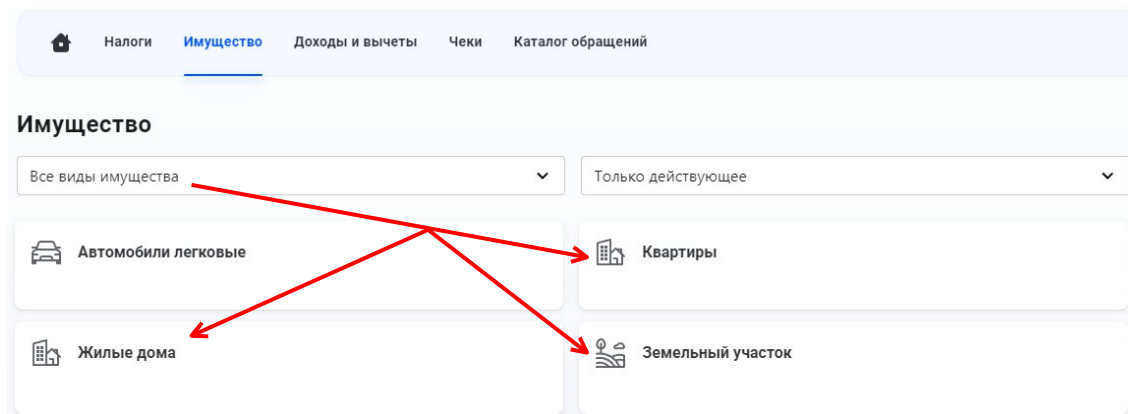 Налоги Имущество Доходы и вычеты Чеки Каталог обращений
Имущество
Все виды имущества Только действующее
Автомобили легковые Квартиры
Жилые дома Земельный участок